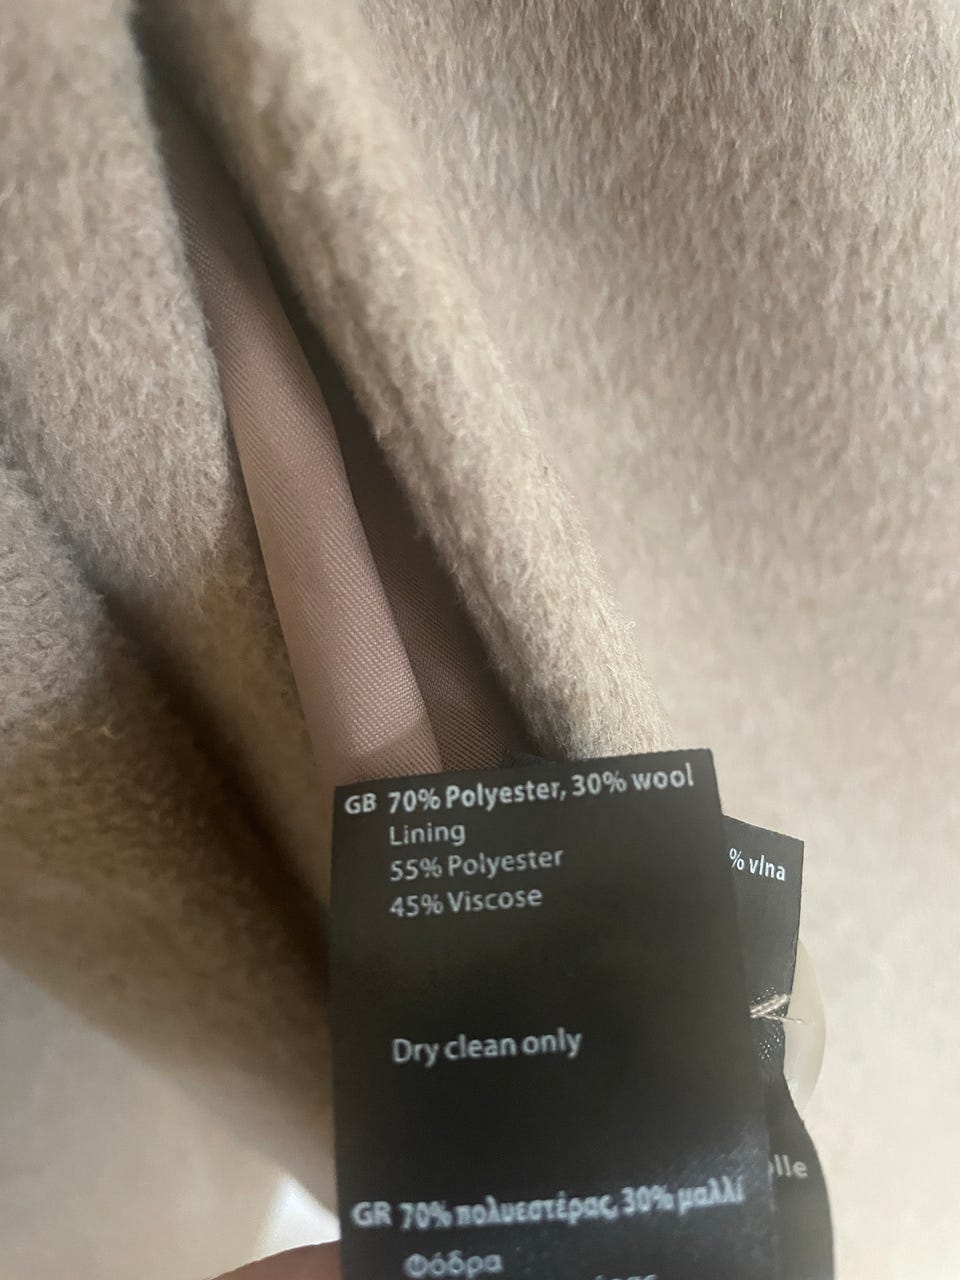 GB 70% Polyester, 30% wool
Lining
55% Polyester
45% Viscose
Dry clean only
GR 70% πολυεστέρας, 30% μαλλί
Φόδρα
% vlna